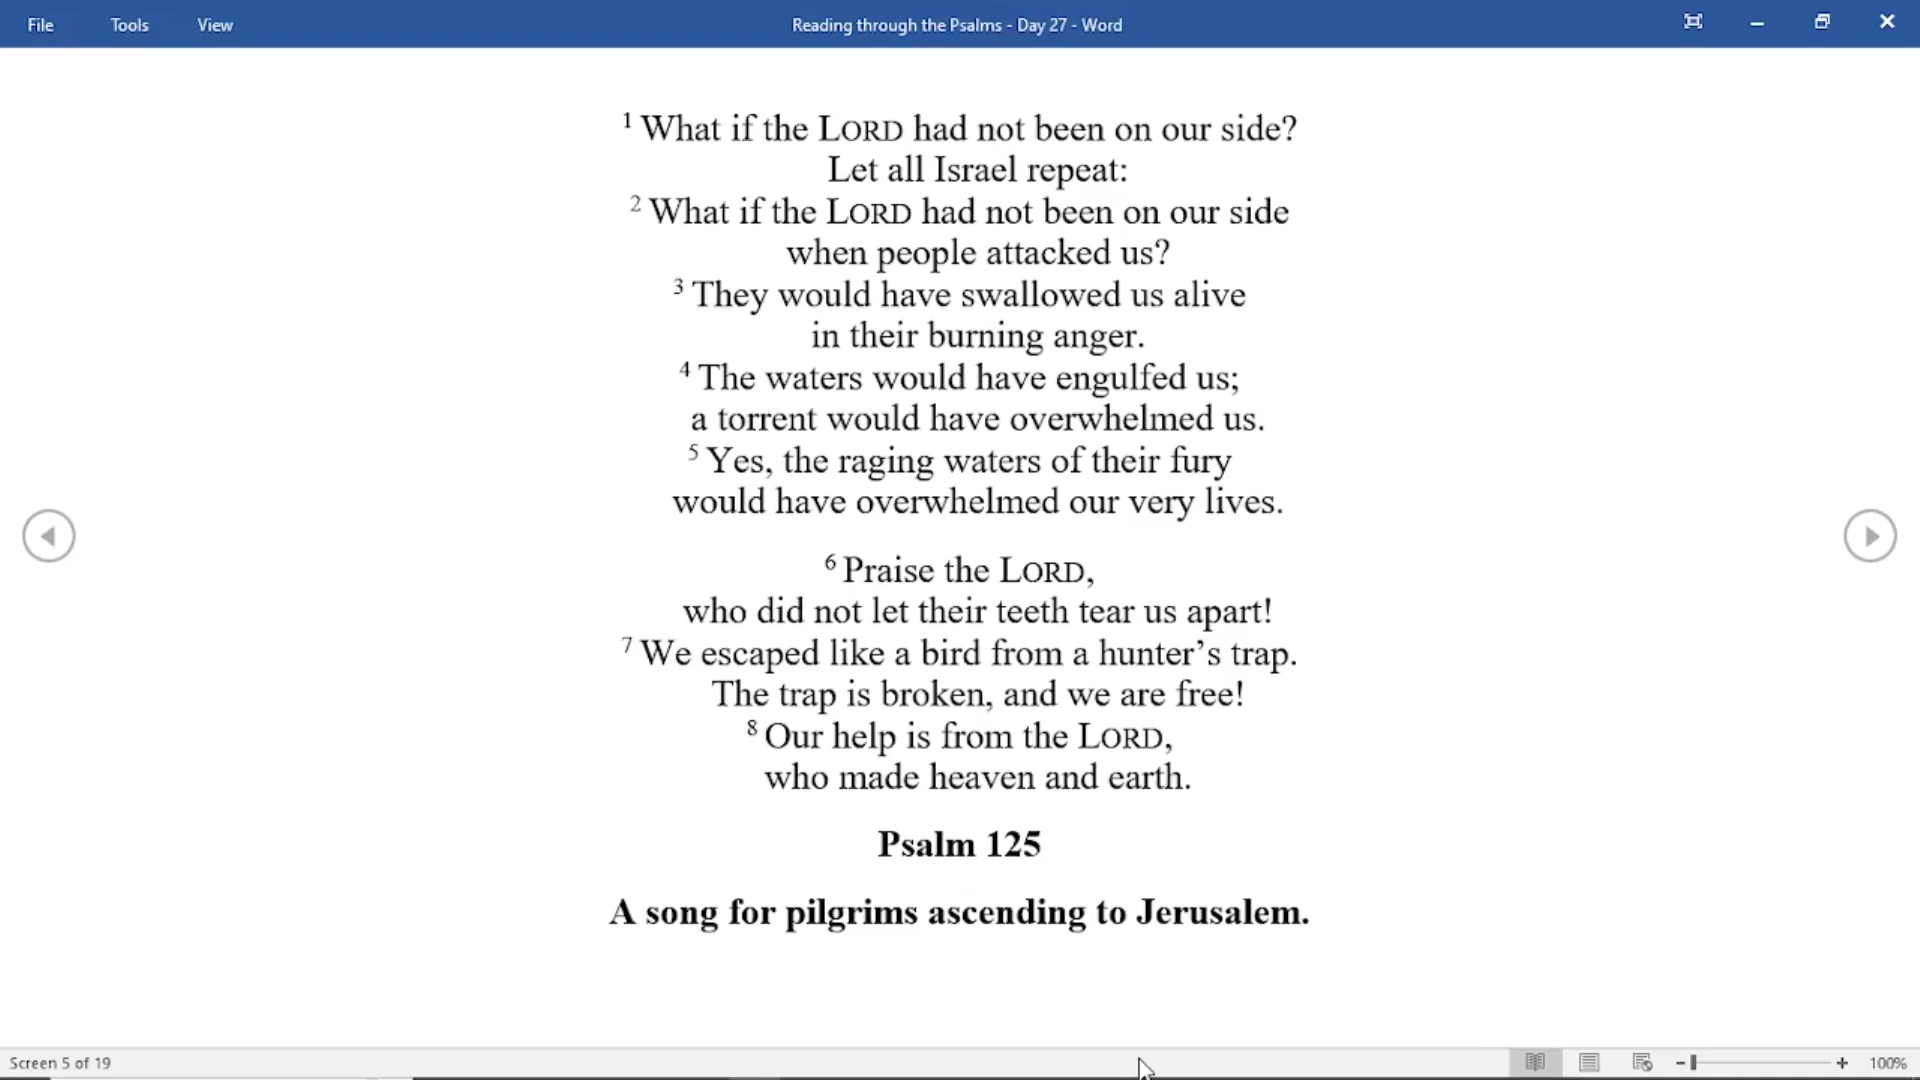 File Tools View Reading through the Psalms - Day 27 - Word
1 What if the LORD had not been on our side?
Let all Israel repeat:
2 What if the LORD had not been on our side
when people attacked us?
3 They would have swallowed us alive
in their burning anger.
4 The waters would have engulfed us;
a torrent would have overwhelmed us.
5 Yes, the raging waters of their fury
would have overwhelmed our very lives.
6 Praise the LORD,
who did not let their teeth tear us apart!
7 We escaped like a bird from a hunter’s trap.
The trap is broken, and we are free!
8 Our help is from the LORD,
who made heaven and earth.
Psalm 125
A song for pilgrims ascending to Jerusalem.
Screen 5 of 19 100%